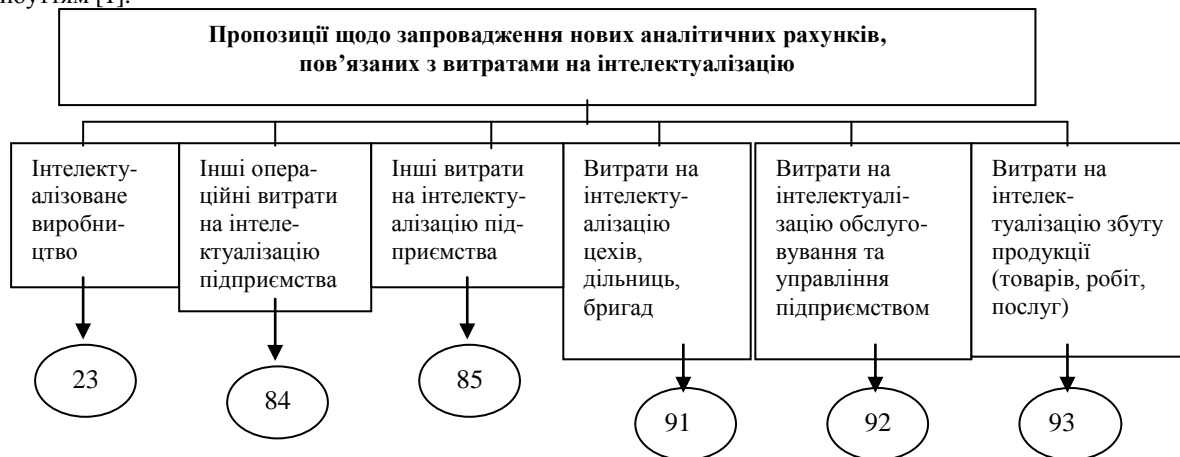 Пропозиції щодо запровадження нових аналітичних рахунків,
пов’язаних з витратами на інтелектуалізацію
Інтелекту-
алізоване
виробни-
цтво
Інші опера-
ційні витрати
на інтеле-
ктуалізацію
підприємства
Інші витрати
на інтелекту-
алізацію під-
приємства
Витрати на
інтелекту-
алізацію
цехів,
дільниць,
бригад
Витрати на
інтелектуалі-
зацію обслуго-
вування та
управління
підприємством
Витрати на
інтелек-
туалізацію збуту
продукції
(товарів, робіт,
послуг)
23
84
85
91
92
93